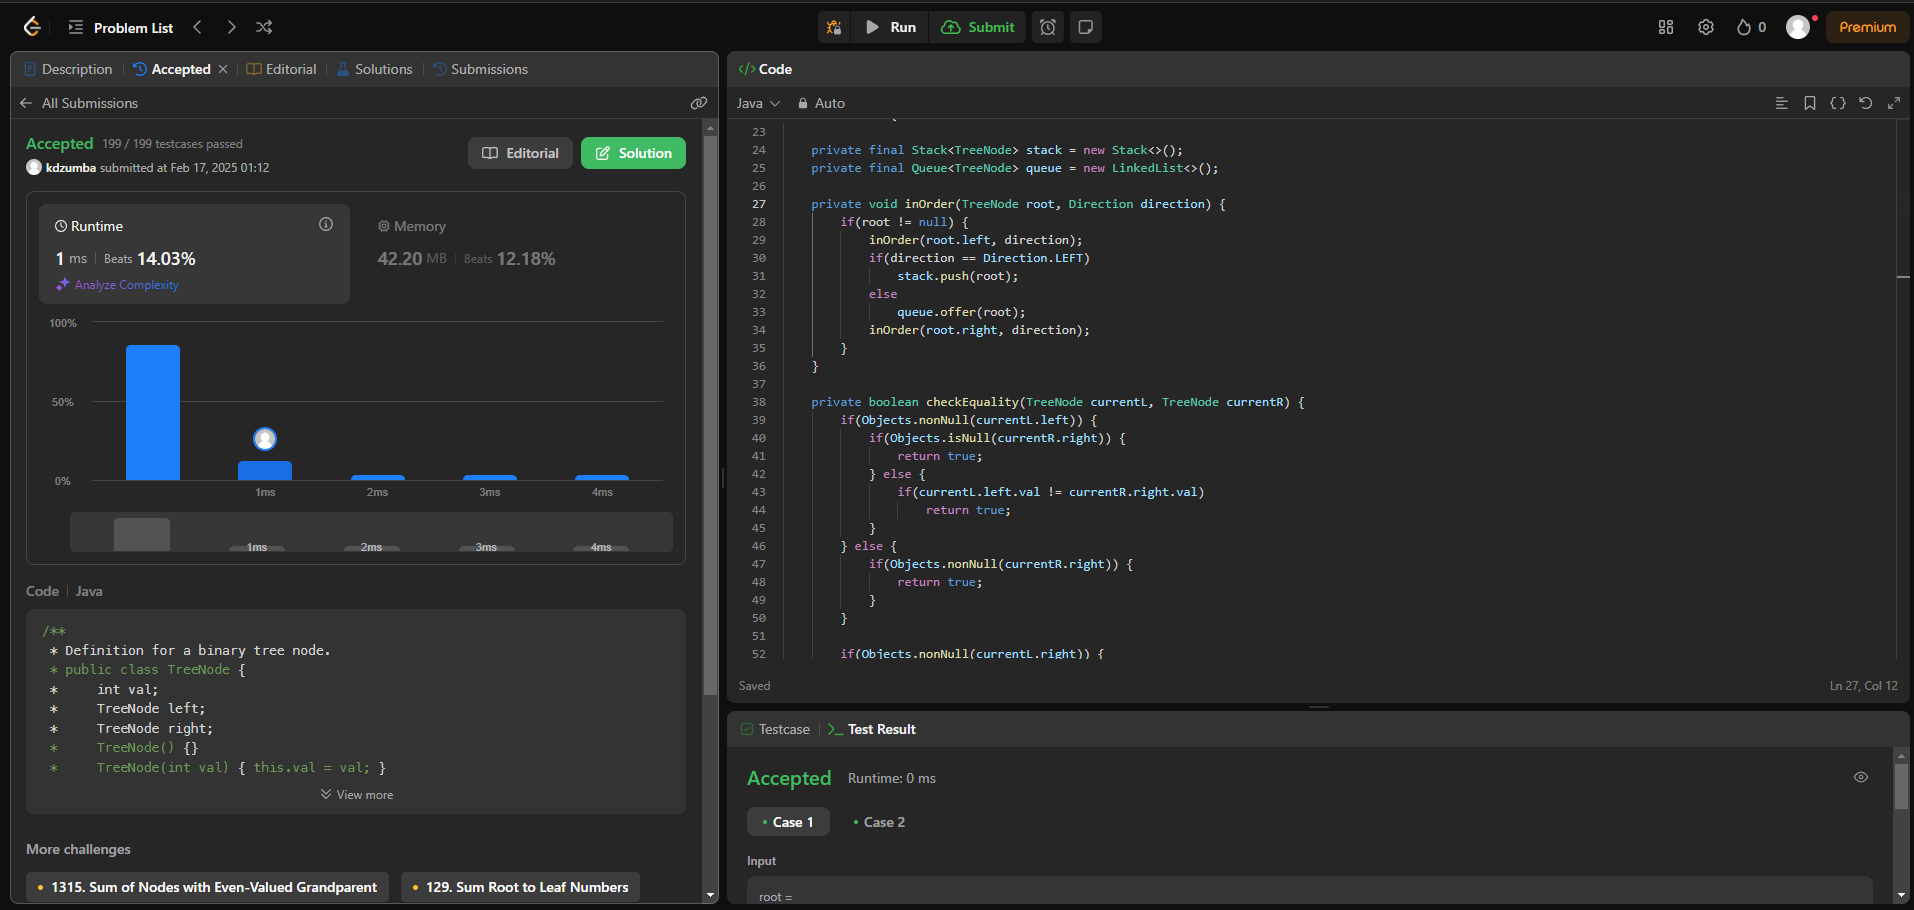 Problem List
Run
Submit
0
Premium
Description
Accepted
Editorial
Solutions
Submissions
All Submissions
Accepted 199 / 199 testcases passed
kdzumba submitted at Feb 17, 2025 01:12
Editorial
Solution
Runtime
1 ms | Beats 14.03%
Analyze Complexity
Memory
42.20 MB | Beats 12.18%
100%
50%
0%
1ms 2ms 3ms 4ms
1ms 2ms 3ms 4ms
Code | Java
/**
* Definition for a binary tree node.
* public class TreeNode {
*     int val;
*     TreeNode left;
*     TreeNode right;
*     TreeNode() {}
*     TreeNode(int val) { this.val = val; }
View more
More challenges
1315. Sum of Nodes with Even-Valued Grandparent
129. Sum Root to Leaf Numbers
</> Code
Java
Auto
23
24     private final Stack<TreeNode> stack = new Stack<>();
25     private final Queue<TreeNode> queue = new LinkedList<>();
26
27     private void inOrder(TreeNode root, Direction direction) {
28         if(root != null) {
29             inOrder(root.left, direction);
30             if(direction == Direction.LEFT)
31                 stack.push(root);
32             else
33                 queue.offer(root);
34             inOrder(root.right, direction);
35         }
36     }
37
38     private boolean checkEquality(TreeNode currentL, TreeNode currentR) {
39         if(Objects.nonNull(currentL.left)) {
40             if(Objects.isNull(currentR.right)) {
41                 return true;
42             } else {
43                 if(currentL.left.val != currentR.right.val)
44                     return true;
45             }
46         } else {
47             if(Objects.nonNull(currentR.right)) {
48                 return true;
49             }
50         }
51
52         if(Objects.nonNull(currentL.right)) {
Saved
Ln 27, Col 12
Testcase
Test Result
Accepted Runtime: 0 ms
Case 1
Case 2
Input
root =